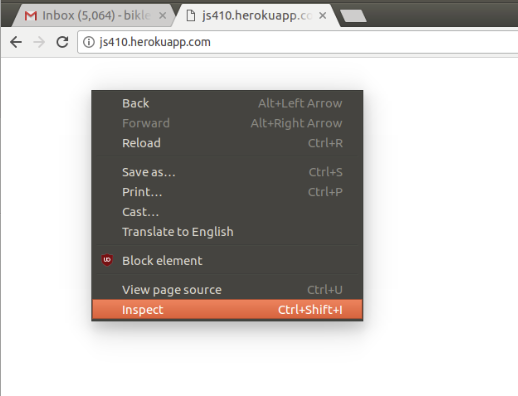 Inbox (5,064) - bikle
js410.herokuapp.co
js410.herokuapp.com
Back Alt+Left Arrow
Forward Alt+Right Arrow
Reload Ctrl+R
Save as... Ctrl+S
Print... Ctrl+P
Cast...
Translate to English
Block element
View page source Ctrl+U
Inspect Ctrl+Shift+I